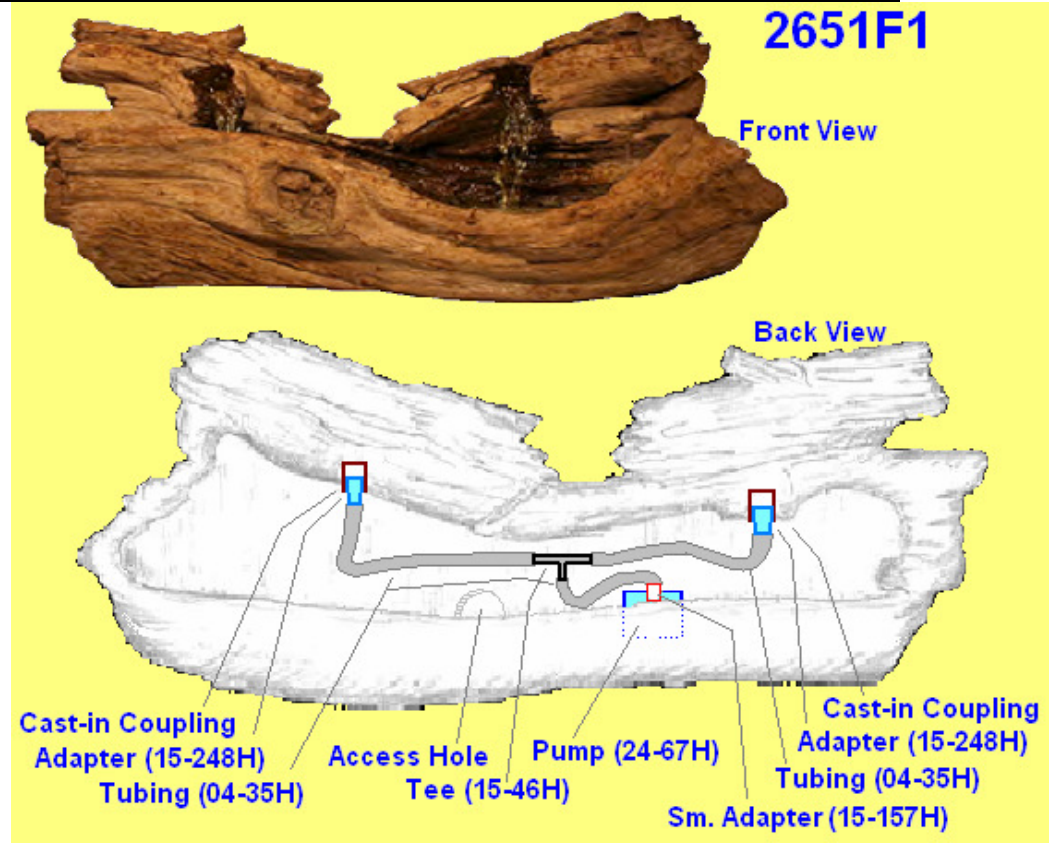 2651F1
Front View
Back View
Cast-in Coupling
Adapter (15-248H)
Tubing (04-35H)
Access Hole
Tee (15-46H)
Pump (24-67H)
Sm. Adapter (15-157H)
Cast-in Coupling
Adapter (15-248H)
Tubing (04-35H)